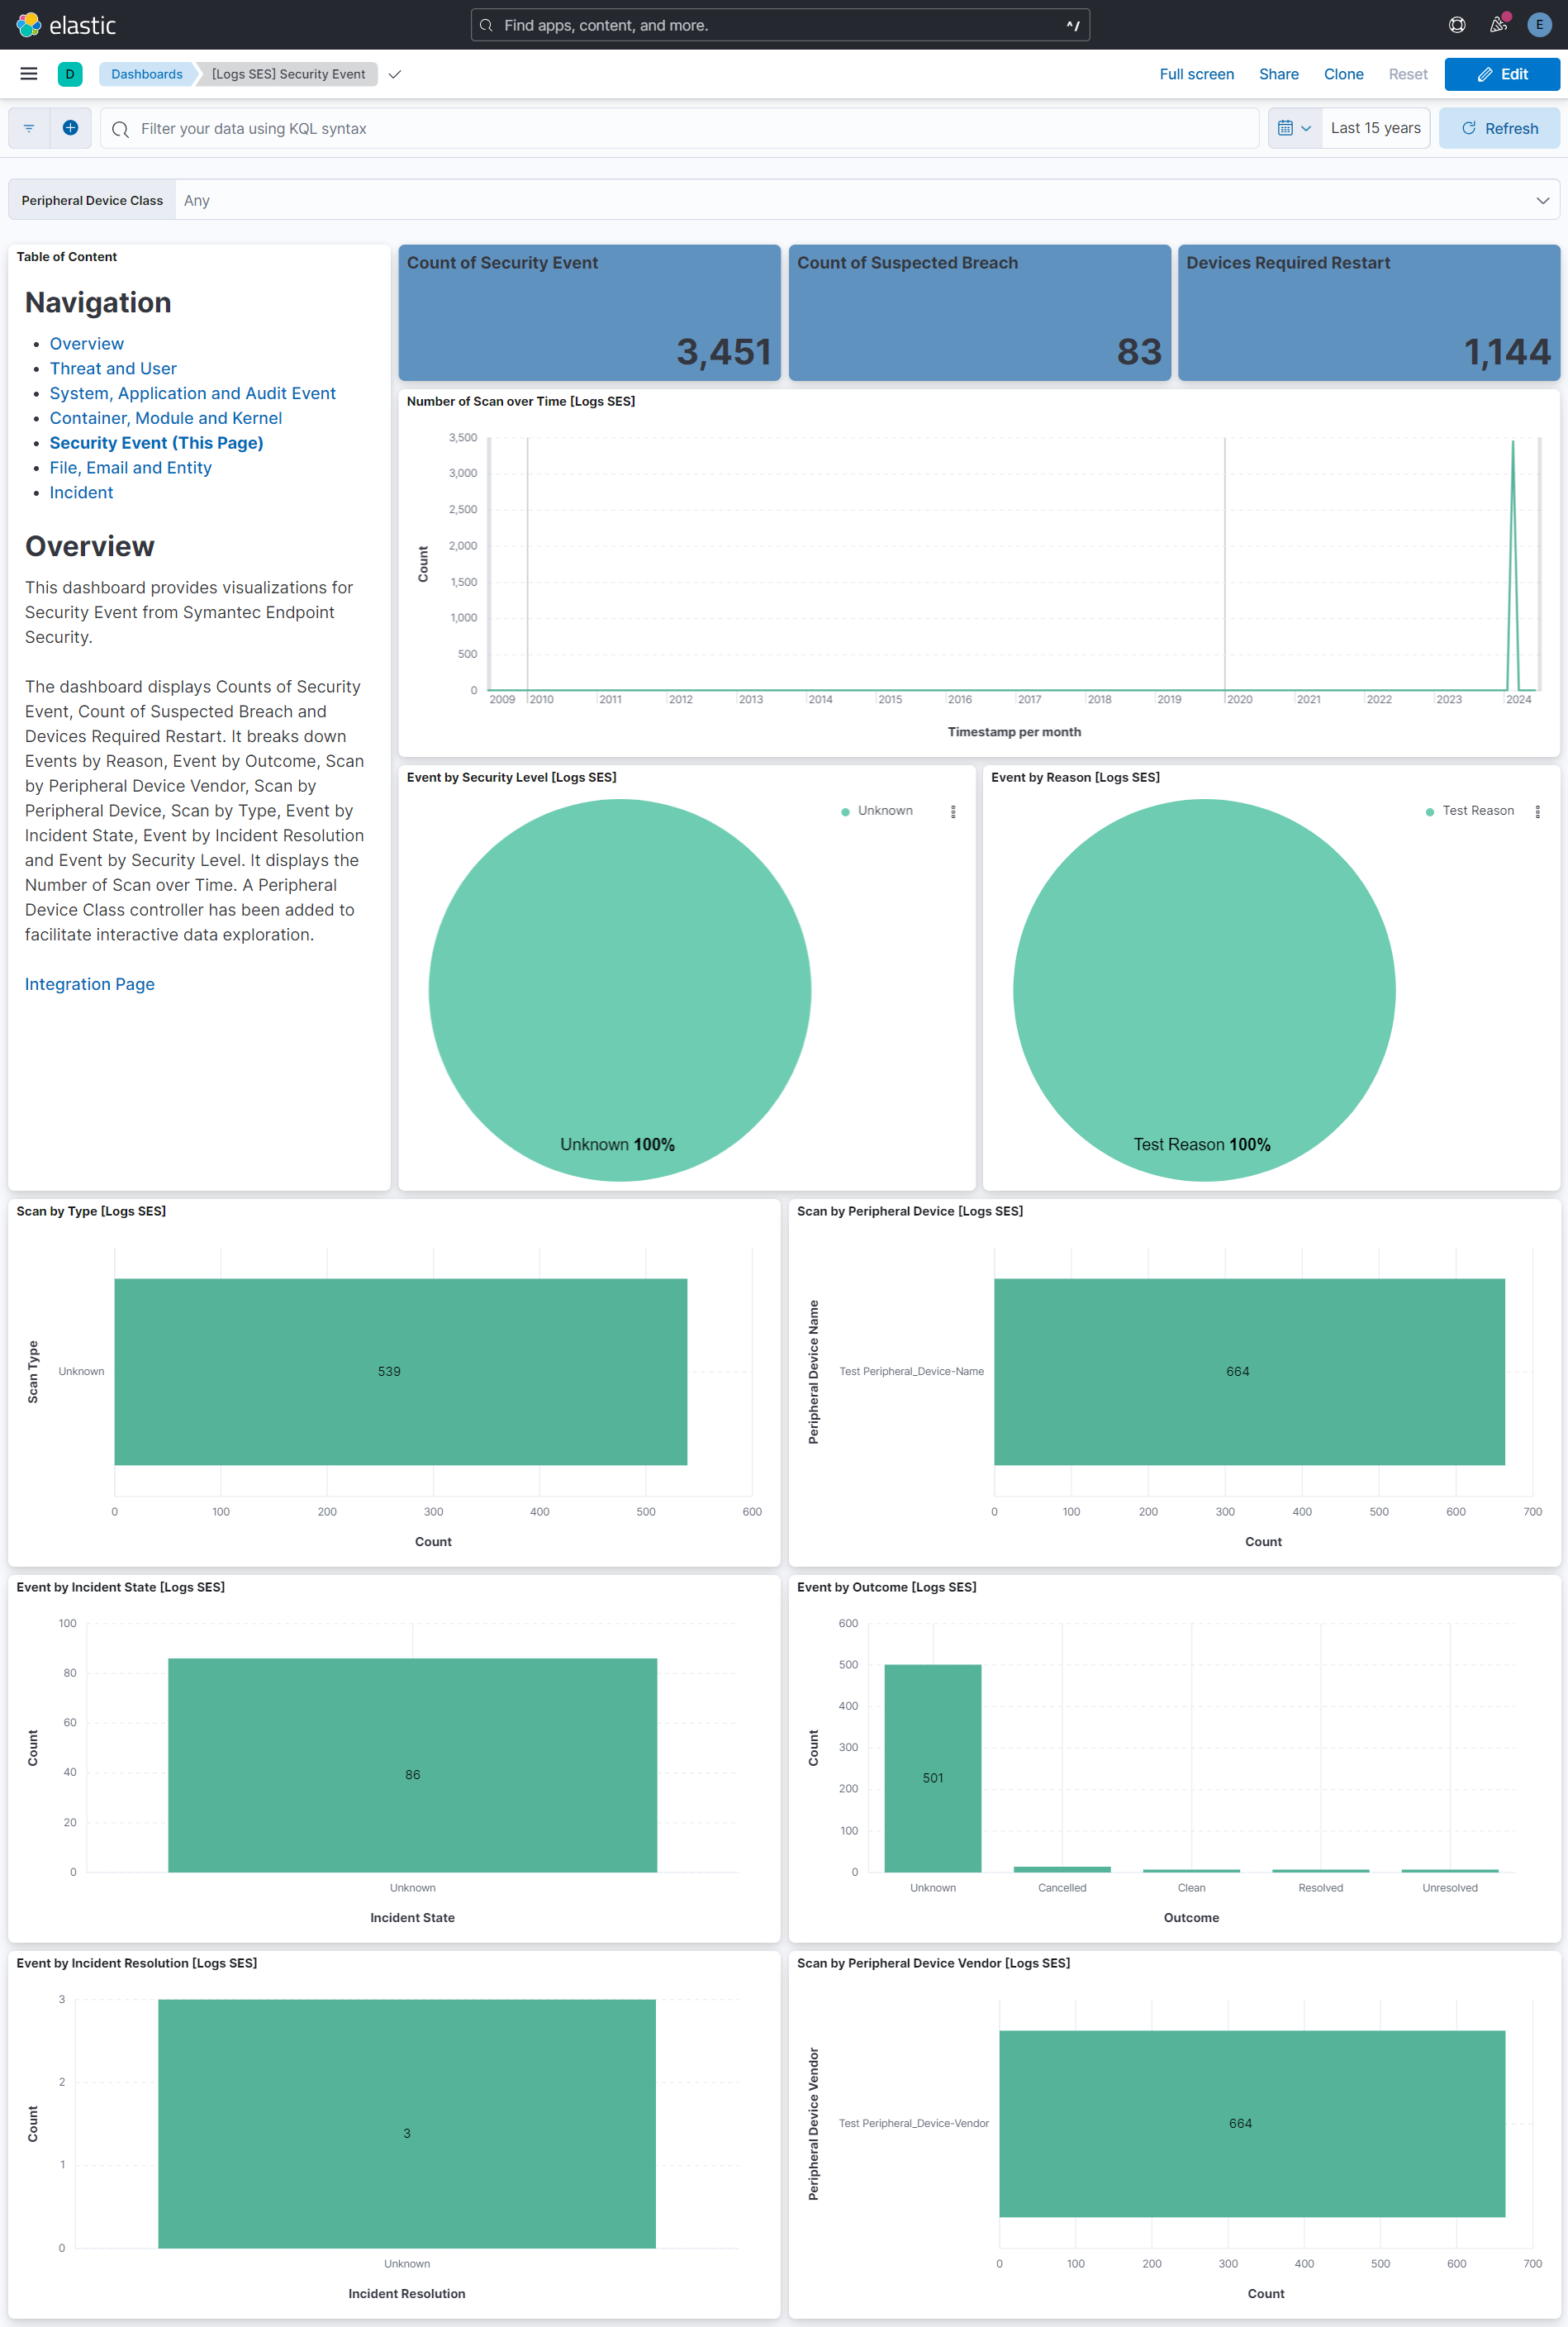 elastic
Find apps, content, and more.
^/
E
D
Dashboards
[Logs SES] Security Event
Full screen
Share
Clone
Reset
Edit
Filter your data using KQL syntax
Last 15 years
Refresh
Peripheral Device Class
Any
Table of Content
Navigation
Overview
Threat and User
System, Application and Audit Event
Container, Module and Kernel
Security Event (This Page)
File, Email and Entity
Incident
Overview
This dashboard provides visualizations for
Security Event from Symantec Endpoint
Security.
The dashboard displays Counts of Security
Event, Count of Suspected Breach and
Devices Required Restart. It breaks down
Events by Reason, Event by Outcome, Scan
by Peripheral Device Vendor, Scan by
Peripheral Device, Scan by Type, Event by
Incident State, Event by Incident Resolution
and Event by Security Level. It displays the
Number of Scan over Time. A Peripheral
Device Class controller has been added to
facilitate interactive data exploration.
Integration Page
Count of Security Event
3,451
Count of Suspected Breach
83
Devices Required Restart
1,144
Number of Scan over Time [Logs SES]
Count
3,500
3,000
2,500
2,000
1,500
1,000
500
0
2009 2010 2011 2012 2013 2014 2015 2016 2017 2018 2019 2020 2021 2022 2023 2024
Timestamp per month
Event by Security Level [Logs SES]
Unknown
Unknown 100%
Event by Reason [Logs SES]
Test Reason
Test Reason 100%
Scan by Type [Logs SES]
Scan Type
Unknown
539
0 100 200 300 400 500 600
Count
Scan by Peripheral Device [Logs SES]
Peripheral Device Name
Test Peripheral_Device-Name
664
0 100 200 300 400 500 600 700
Count
Event by Incident State [Logs SES]
Count
100
80
60
40
20
0
86
Unknown
Incident State
Event by Outcome [Logs SES]
Count
600
500
400
300
200
100
0
501
Unknown Cancelled Clean Resolved Unresolved
Outcome
Event by Incident Resolution [Logs SES]
Count
3
2
1
0
3
Unknown
Incident Resolution
Scan by Peripheral Device Vendor [Logs SES]
Peripheral Device Vendor
Test Peripheral_Device-Vendor
664
0 100 200 300 400 500 600 700
Count